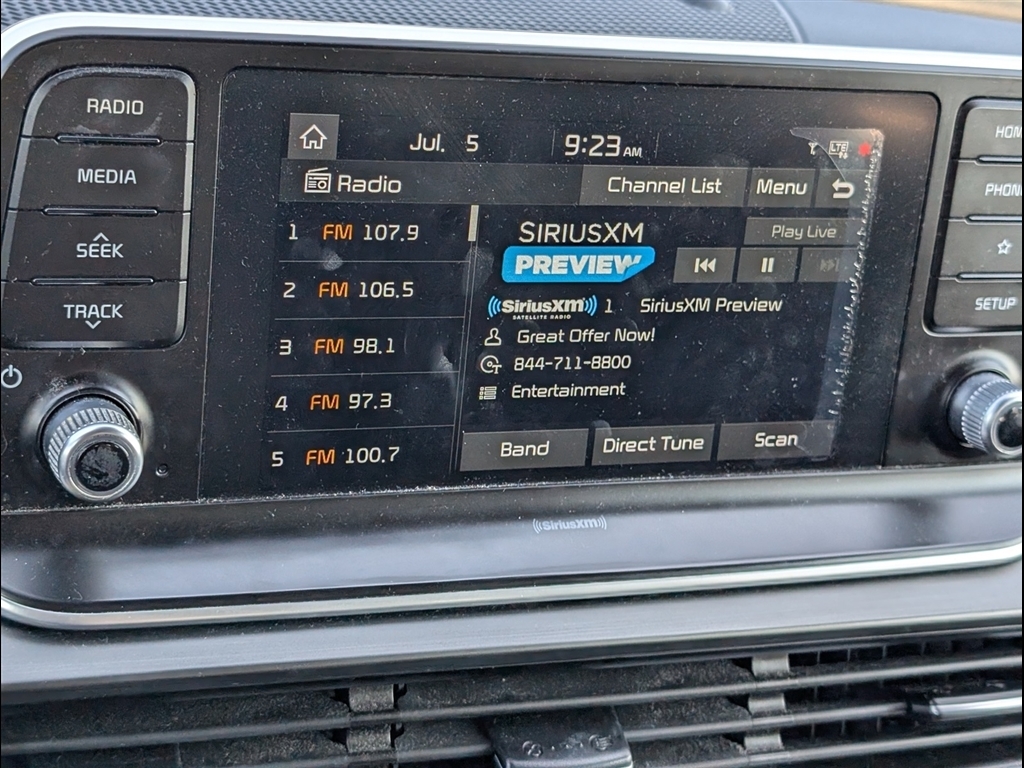 RADIO
MEDIA
SEEK
TRACK
Jul. 5
9:23 AM
LTE
Radio
Channel List
Menu
1 FM 107.9
2 FM 106.5
3 FM 98.1
4 FM 97.3
5 FM 100.7
SIRIUSXM
PREVIEW
Play Live
((SiriusXM)) 1 SiriusXM Preview
SATELLITE RADIO
Great Offer Now!
844-711-8800
Entertainment
Band
Direct Tune
Scan
HOM
PHON
SETUP
((SiriusXM))